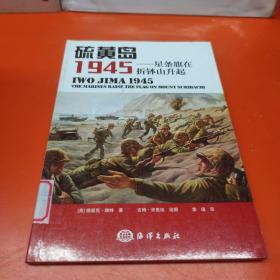 硫黄岛
1945——星条旗在
折钵山升起
IWO JIMA 1945
THE MARINES RAISE THE FLAG ON MOUNT SURIBACHI
海洋出版社